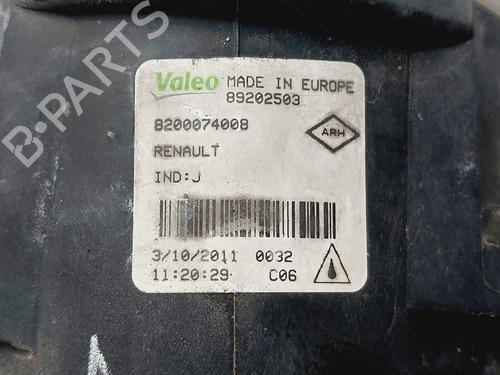 Valeo MADE IN EUROPE
89202503
8200074008
ARH
RENAULT
IND:J
3/10/2011 0032
11:20:29 C06
B-PARTS